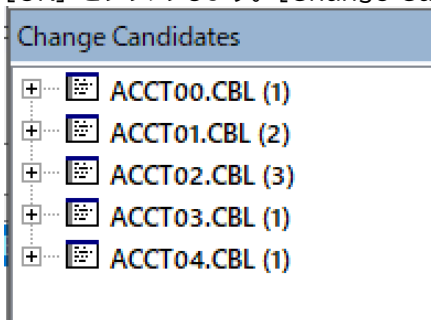 Change Candidates
ACCT00.CBL (1)
ACCT01.CBL (2)
ACCT02.CBL (3)
ACCT03.CBL (1)
ACCT04.CBL (1)